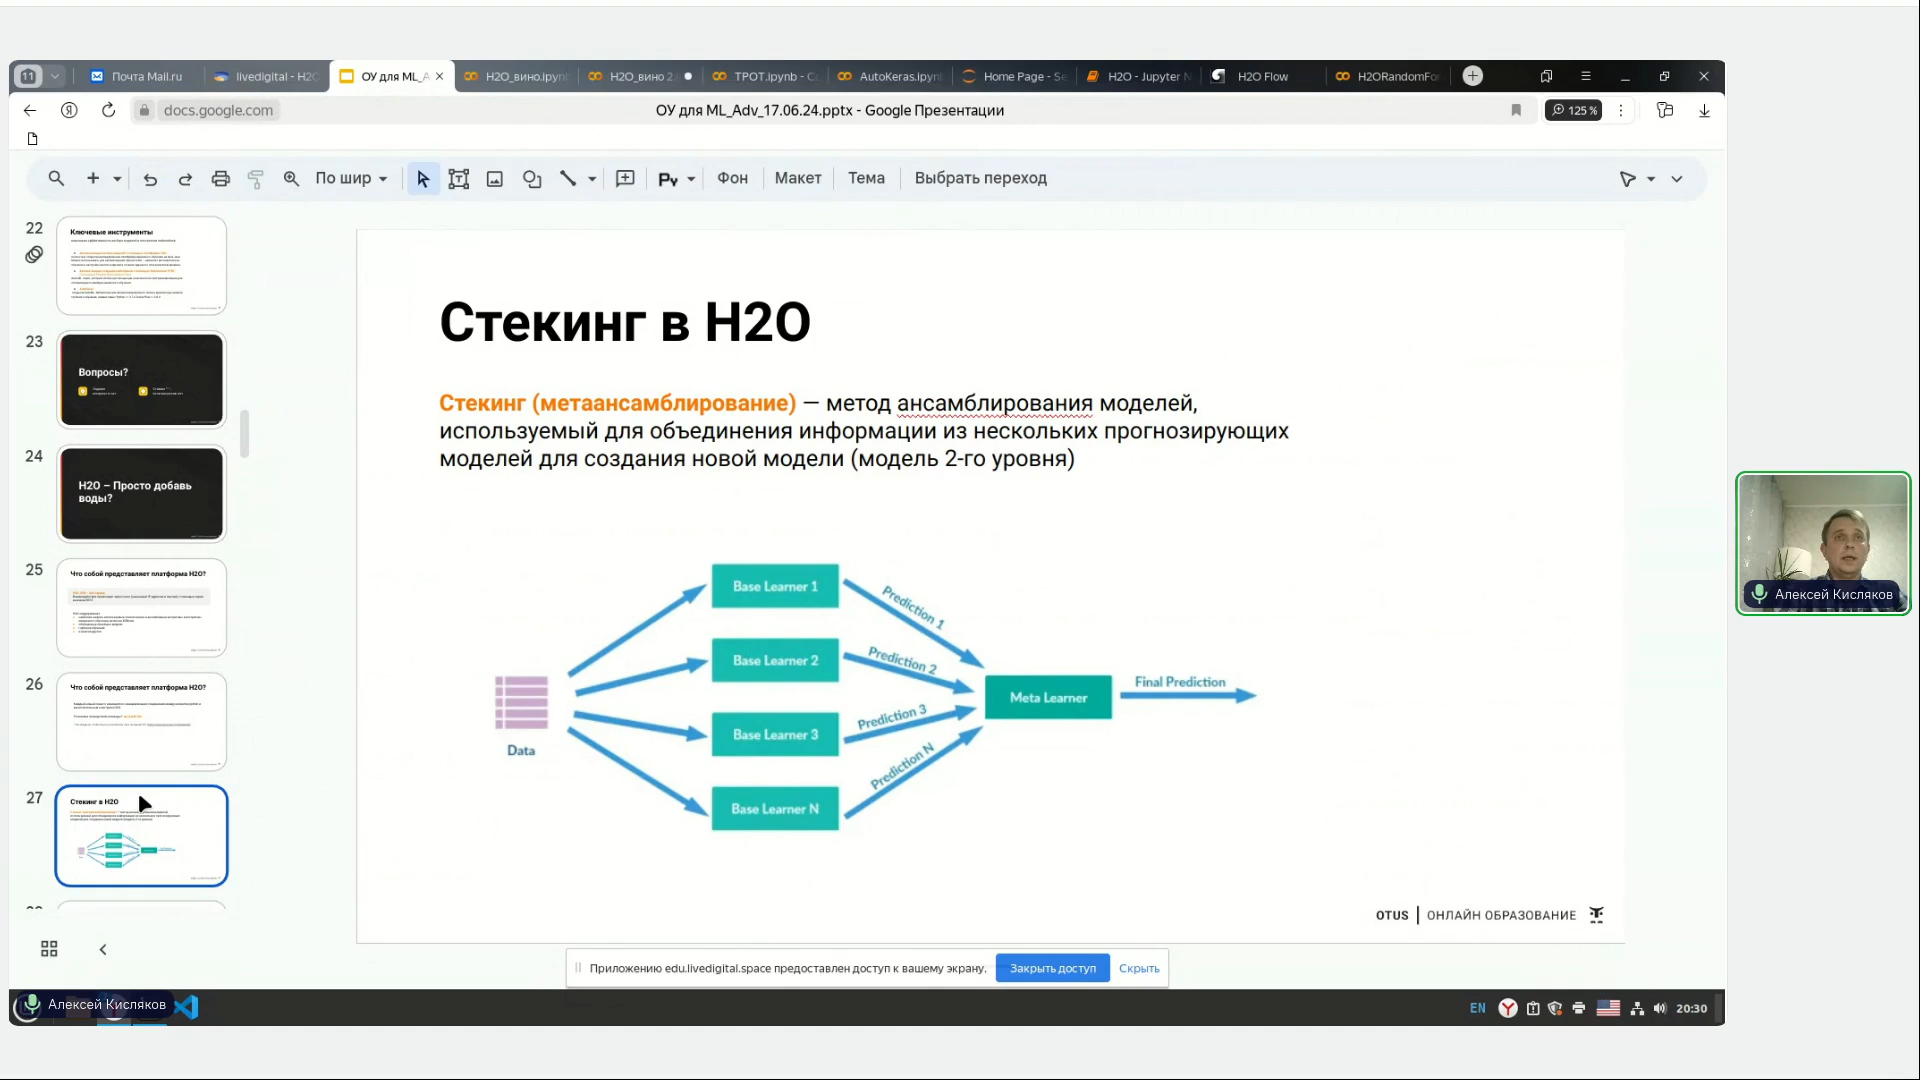 11
Почта Mail.ru
livedigital - H2O
ОУ для ML_A
H2O_вино.ipynb
H2O_вино 2.
TPOT.ipynb - C
AutoKeras.ipyn
Home Page - Se
H2O - Jupyter N
H2O Flow
H2ORandomFo
docs.google.com
ОУ для ML_Adv_17.06.24.pptx - Google Презентации
125 %
По шир
Фон
Макет
Тема
Выбрать переход
22
Ключевые инструменты
23
Вопросы?
24
H2O – Просто добавь
воды?
25
Что собой представляет платформа H2O?
26
Что собой представляет платформа H2O?
27
Стекинг в H2O
Стекинг в H2O
Стекинг (метаансамблирование) — метод ансамблирования моделей,
используемый для объединения информации из нескольких прогнозирующих
моделей для создания новой модели (модель 2-го уровня)
Data
Base Learner 1
Base Learner 2
Base Learner 3
Base Learner N
Prediction 1
Prediction 2
Prediction 3
Prediction N
Meta Learner
Final Prediction
OTUS | ОНЛАЙН ОБРАЗОВАНИЕ
Приложению edu.livedigital.space предоставлен доступ к вашему экрану.
Закрыть доступ
Скрыть
Алексей Кисляков
EN
20:30
Алексей Кисляков